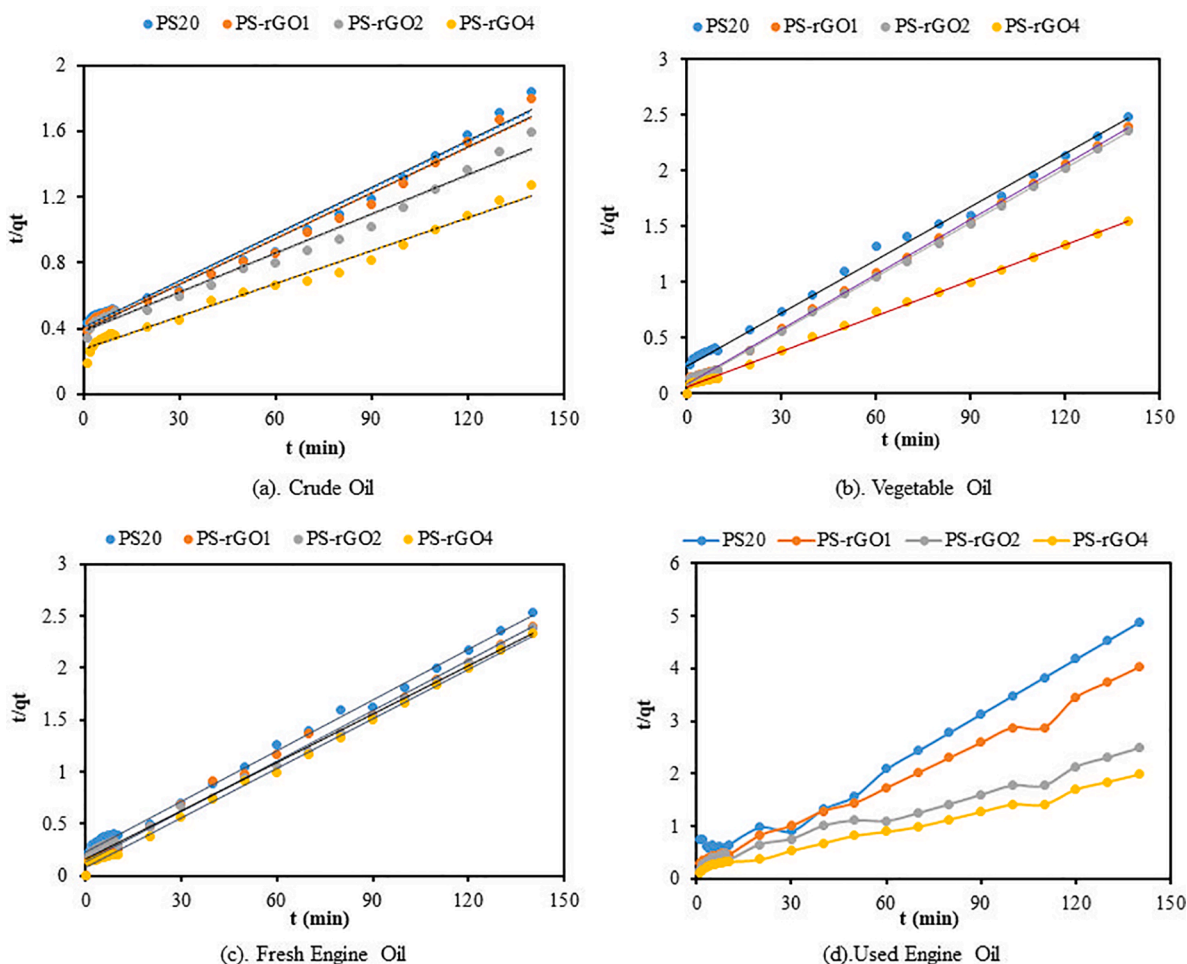 PS20 PS-rGO1 PS-rGO2 PS-rGO4
2
1.6
1.2
0.8
0.4
0
t/qt
0 30 60 90 120 150
t (min)
(a). Crude Oil
PS20 PS-rGO1 PS-rGO2 PS-rGO4
3
2.5
2
1.5
1
0.5
0
t/qt
0 30 60 90 120 150
t (min)
(b). Vegetable Oil
PS20 PS-rGO1 PS-rGO2 PS-rGO4
3
2.5
2
1.5
1
0.5
0
t/qt
0 30 60 90 120 150
t (min)
(c). Fresh Engine Oil
PS20 PS-rGO1 PS-rGO2 PS-rGO4
6
5
4
3
2
1
0
t/qt
0 30 60 90 120 150
t (min)
(d).Used Engine Oil